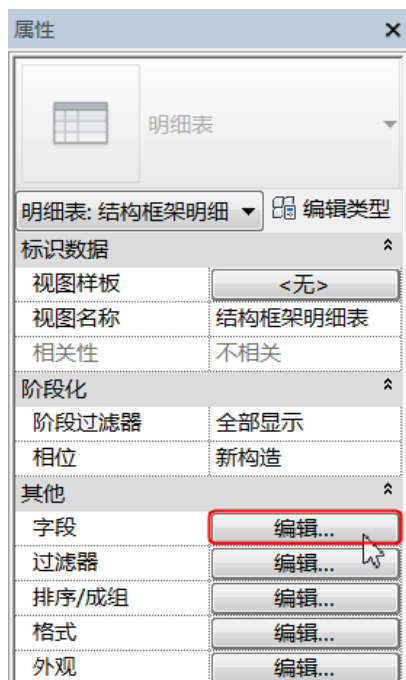 属性
明细表
明细表: 结构框架明细 编辑类型
标识数据
视图样板 <无>
视图名称 结构框架明细表
相关性 不相关
阶段化
阶段过滤器 全部显示
相位 新构造
其他
字段 编辑...
过滤器 编辑...
排序/成组 编辑...
格式 编辑...
外观 编辑...